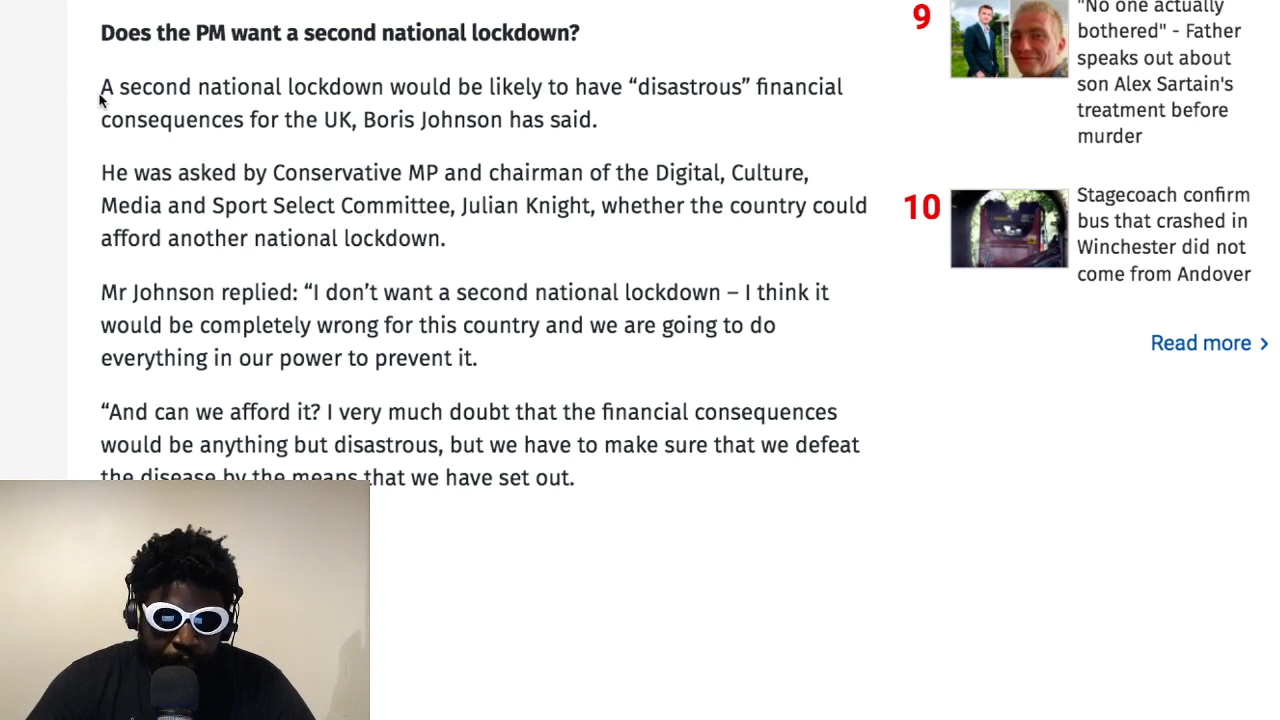 Does the PM want a second national lockdown?
A second national lockdown would be likely to have “disastrous” financial
consequences for the UK, Boris Johnson has said.
He was asked by Conservative MP and chairman of the Digital, Culture,
Media and Sport Select Committee, Julian Knight, whether the country could
afford another national lockdown.
Mr Johnson replied: “I don’t want a second national lockdown – I think it
would be completely wrong for this country and we are going to do
everything in our power to prevent it.
“And can we afford it? I very much doubt that the financial consequences
would be anything but disastrous, but we have to make sure that we defeat
the disease by the means that we have set out.
9
"No one actually
bothered" - Father
speaks out about
son Alex Sartain's
treatment before
murder
10
Stagecoach confirm
bus that crashed in
Winchester did not
come from Andover
Read more ›